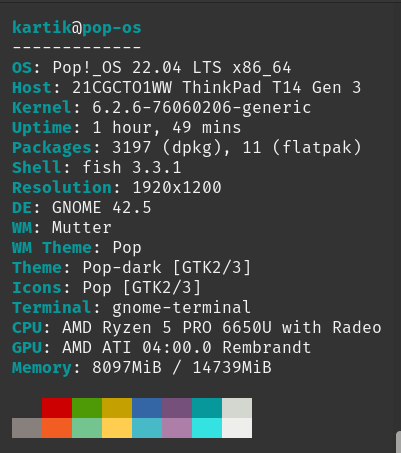 kartik@pop-os
-------------
OS: Pop!_OS 22.04 LTS x86_64
Host: 21CGCTO1WW ThinkPad T14 Gen 3
Kernel: 6.2.6-76060206-generic
Uptime: 1 hour, 49 mins
Packages: 3197 (dpkg), 11 (flatpak)
Shell: fish 3.3.1
Resolution: 1920x1200
DE: GNOME 42.5
WM: Mutter
WM Theme: Pop
Theme: Pop-dark [GTK2/3]
Icons: Pop [GTK2/3]
Terminal: gnome-terminal
CPU: AMD Ryzen 5 PRO 6650U with Radeo
GPU: AMD ATI 04:00.0 Rembrandt
Memory: 8097MiB / 14739MiB